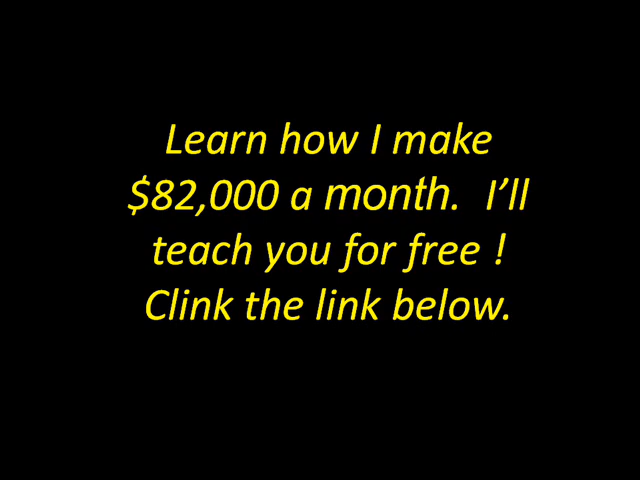 Learn how I make
$82,000 a month.  I’ll
teach you for free !
Clink the link below.